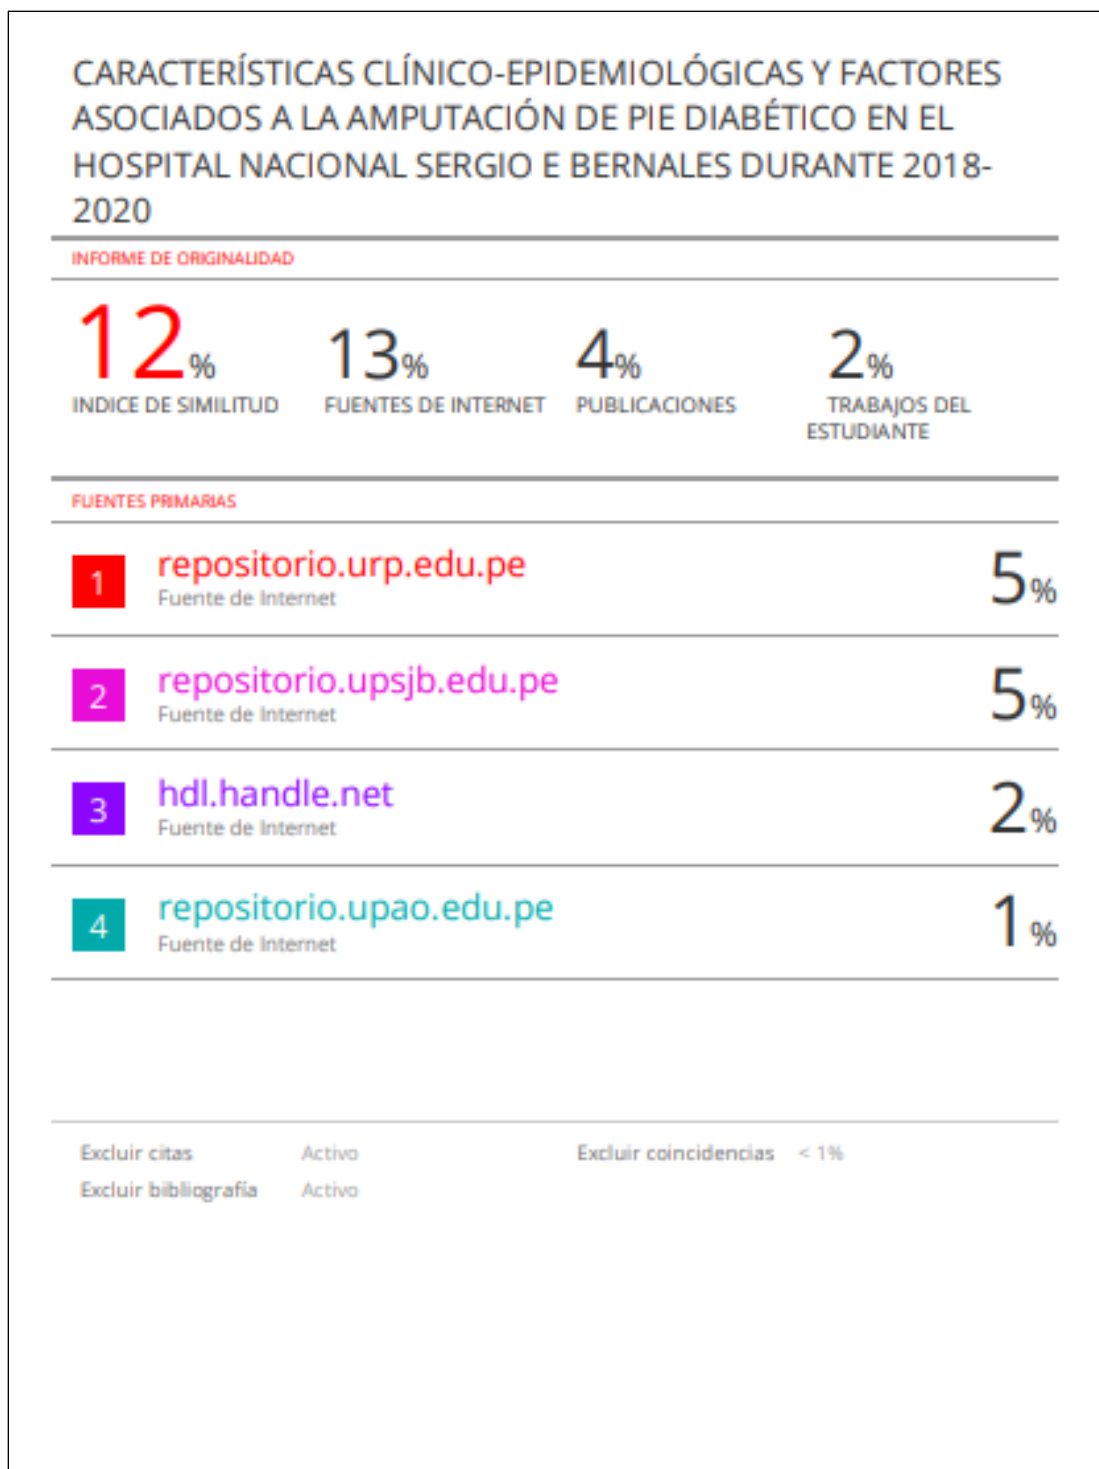 CARACTERÍSTICAS CLÍNICO-EPIDEMIOLÓGICAS Y FACTORES
ASOCIADOS A LA AMPUTACIÓN DE PIE DIABÉTICO EN EL
HOSPITAL NACIONAL SERGIO E BERNALES DURANTE 2018-
2020
INFORME DE ORIGINALIDAD
12% 13% 4% 2%
INDICE DE SIMILITUD FUENTES DE INTERNET PUBLICACIONES TRABAJOS DEL
ESTUDIANTE
FUENTES PRIMARIAS
1 repositorio.urp.edu.pe 5%
Fuente de Internet
2 repositorio.upsjb.edu.pe 5%
Fuente de Internet
3 hdl.handle.net 2%
Fuente de Internet
4 repositorio.upao.edu.pe 1%
Fuente de Internet
Excluir citas Activo Excluir coincidencias < 1%
Excluir bibliografía Activo